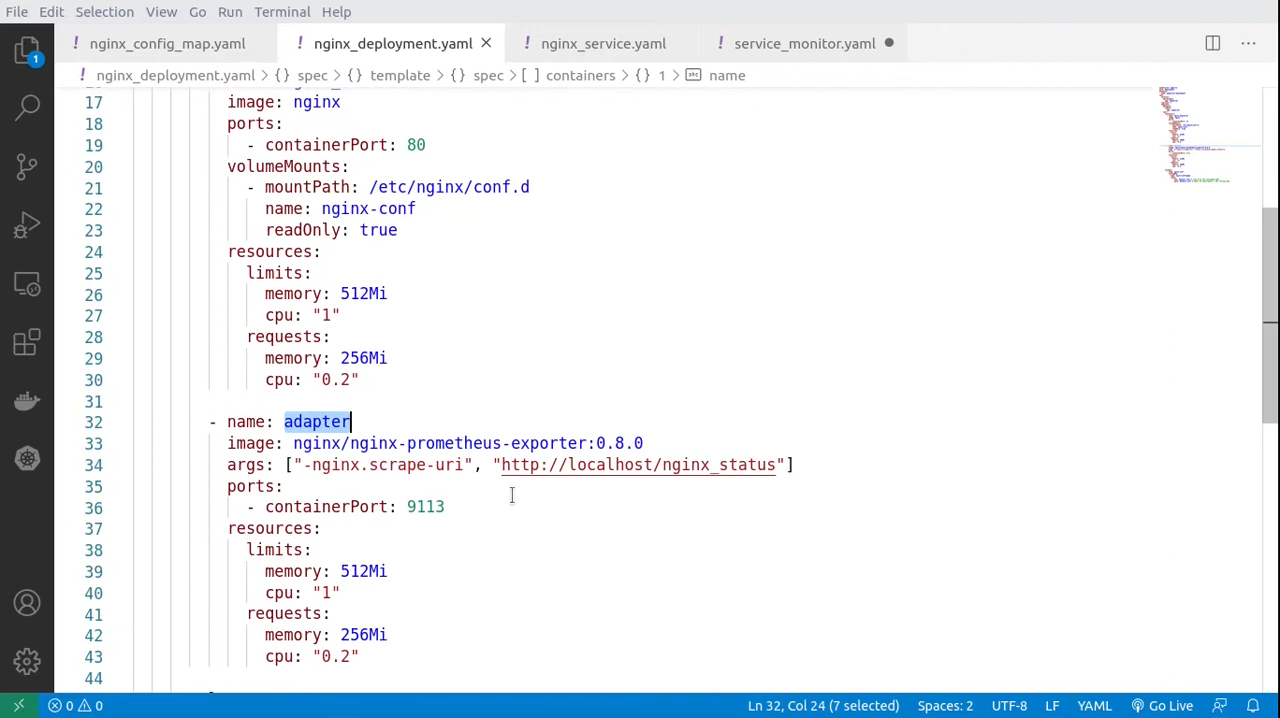 File Edit Selection View Go Run Terminal Help
! nginx_config_map.yaml ! nginx_deployment.yaml ! nginx_service.yaml ! service_monitor.yaml
! nginx_deployment.yaml > {} spec > {} template > {} spec > [ ] containers > {} 1 > name
17 image: nginx
18 ports:
19 - containerPort: 80
20 volumeMounts:
21 - mountPath: /etc/nginx/conf.d
22 name: nginx-conf
23 readOnly: true
24 resources:
25 limits:
26 memory: 512Mi
27 cpu: "1"
28 requests:
29 memory: 256Mi
30 cpu: "0.2"
31
32 - name: adapter
33 image: nginx/nginx-prometheus-exporter:0.8.0
34 args: ["-nginx.scrape-uri", "http://localhost/nginx_status"]
35 ports:
36 - containerPort: 9113
37 resources:
38 limits:
39 memory: 512Mi
40 cpu: "1"
41 requests:
42 memory: 256Mi
43 cpu: "0.2"
44
1
0 0 Ln 32, Col 24 (7 selected) Spaces: 2 UTF-8 LF YAML Go Live